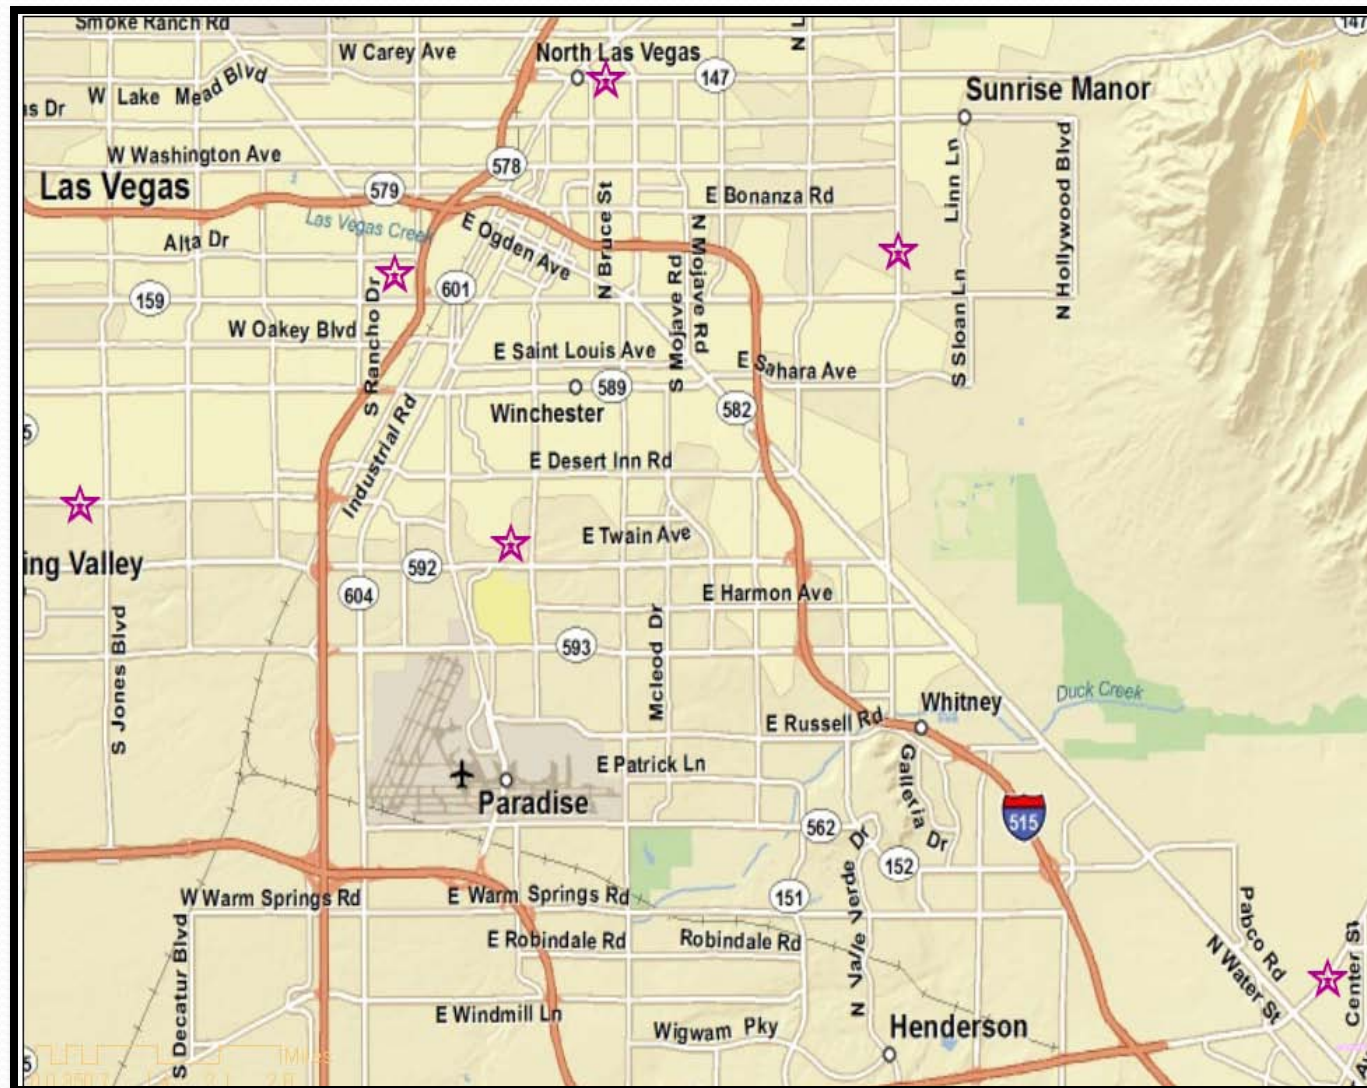 Smoke Ranch Rd
W Carey Ave
North Las Vegas
147
147
W Lake Mead Blvd
Sunrise Manor
Dr
W Washington Ave
578
Las Vegas
579
E Bonanza Rd
Linn Ln
N Hollywood Blvd
N Bruce St
N Mojave Rd
Las Vegas Creek
E Ogden Ave
Alta Dr
159
601
S Rancho Dr
W Oakey Blvd
S Mojave Rd
S Sloan Ln
E Saint Louis Ave
E Sahara Ave
589
Winchester
582
Industrial Rd
E Desert Inn Rd
E Twain Ave
ing Valley
592
604
E Harmon Ave
593
Mcleod Dr
S Jones Blvd
Duck Creek
Whitney
E Russell Rd
E Patrick Ln
Galleria Dr
Paradise
515
562
152
151
N Valle Verde Dr
W Warm Springs Rd
E Warm Springs Rd
Pabco Rd
S Decatur Blvd
E Robindale Rd
Robindale Rd
N Water St
Center St
E Windmill Ln
Wigwam Pky
Henderson
Miles